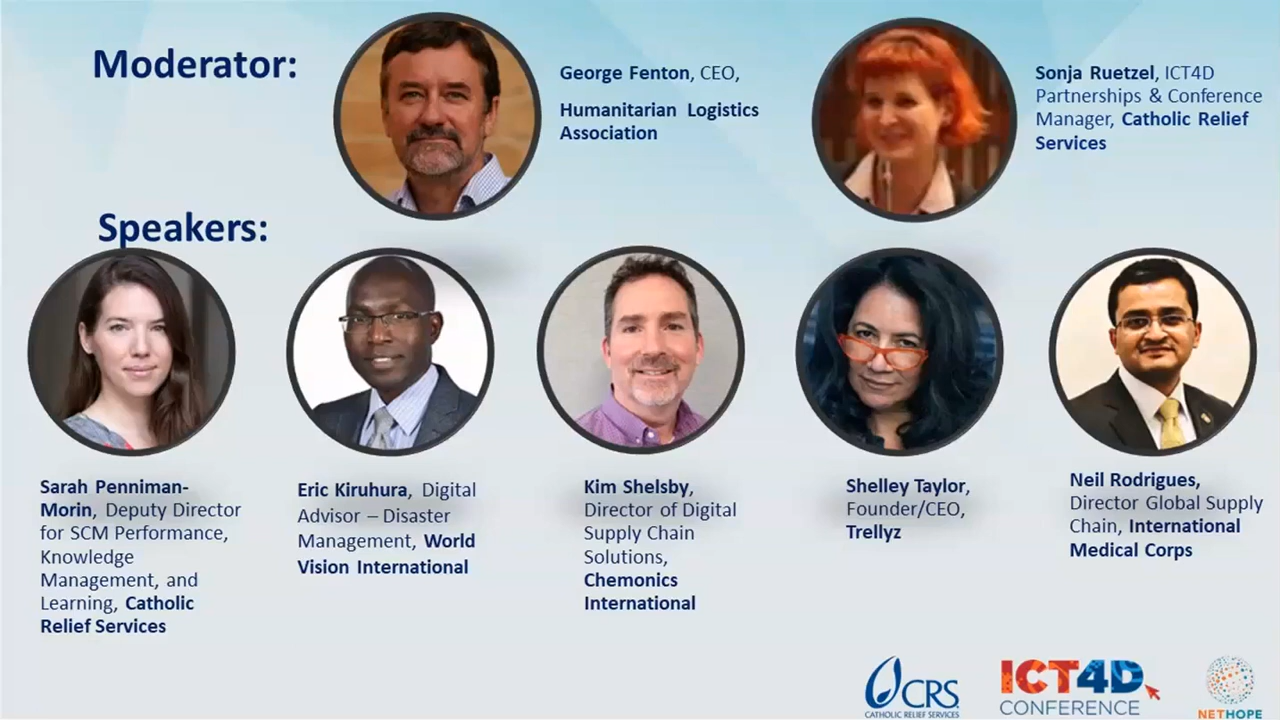 Moderator:
George Fenton, CEO,
Humanitarian Logistics
Association
Sonja Ruetzel, ICT4D
Partnerships & Conference
Manager, Catholic Relief
Services
Speakers:
Sarah Penniman-
Morin, Deputy Director
for SCM Performance,
Knowledge
Management, and
Learning, Catholic
Relief Services
Eric Kiruhura, Digital
Advisor – Disaster
Management, World
Vision International
Kim Shelsby,
Director of Digital
Supply Chain
Solutions,
Chemonics
International
Shelley Taylor,
Founder/CEO,
Trellyz
Neil Rodrigues,
Director Global Supply
Chain, International
Medical Corps
CRS
CATHOLIC RELIEF SERVICES
ICT4D
CONFERENCE
NETHOPE